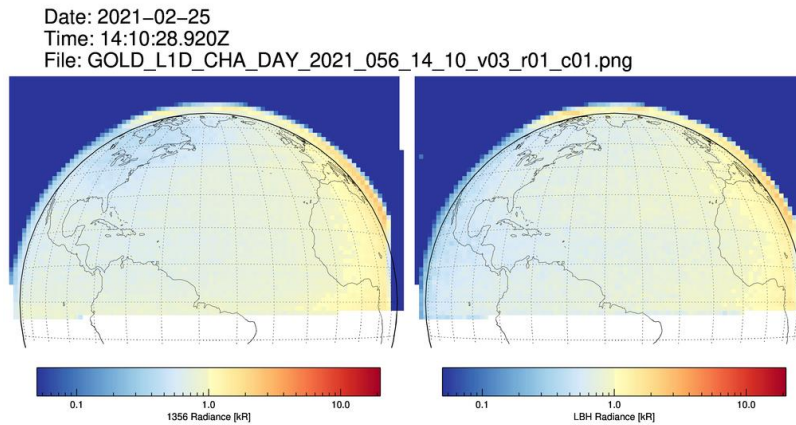 Date: 2021−02−25
Time: 14:10:28.920Z
File: GOLD_L1D_CHA_DAY_2021_056_14_10_v03_r01_c01.png
0.1 1.0 10.0
1356 Radiance [kR]
0.1 1.0 10.0
LBH Radiance [kR]